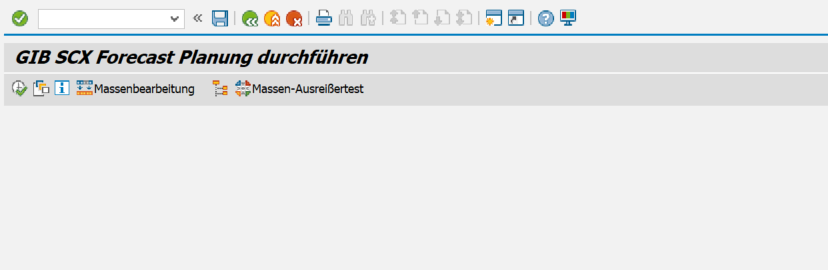 GIB SCX Forecast Planung durchführen
Massenbearbeitung Massen-Ausreißertest